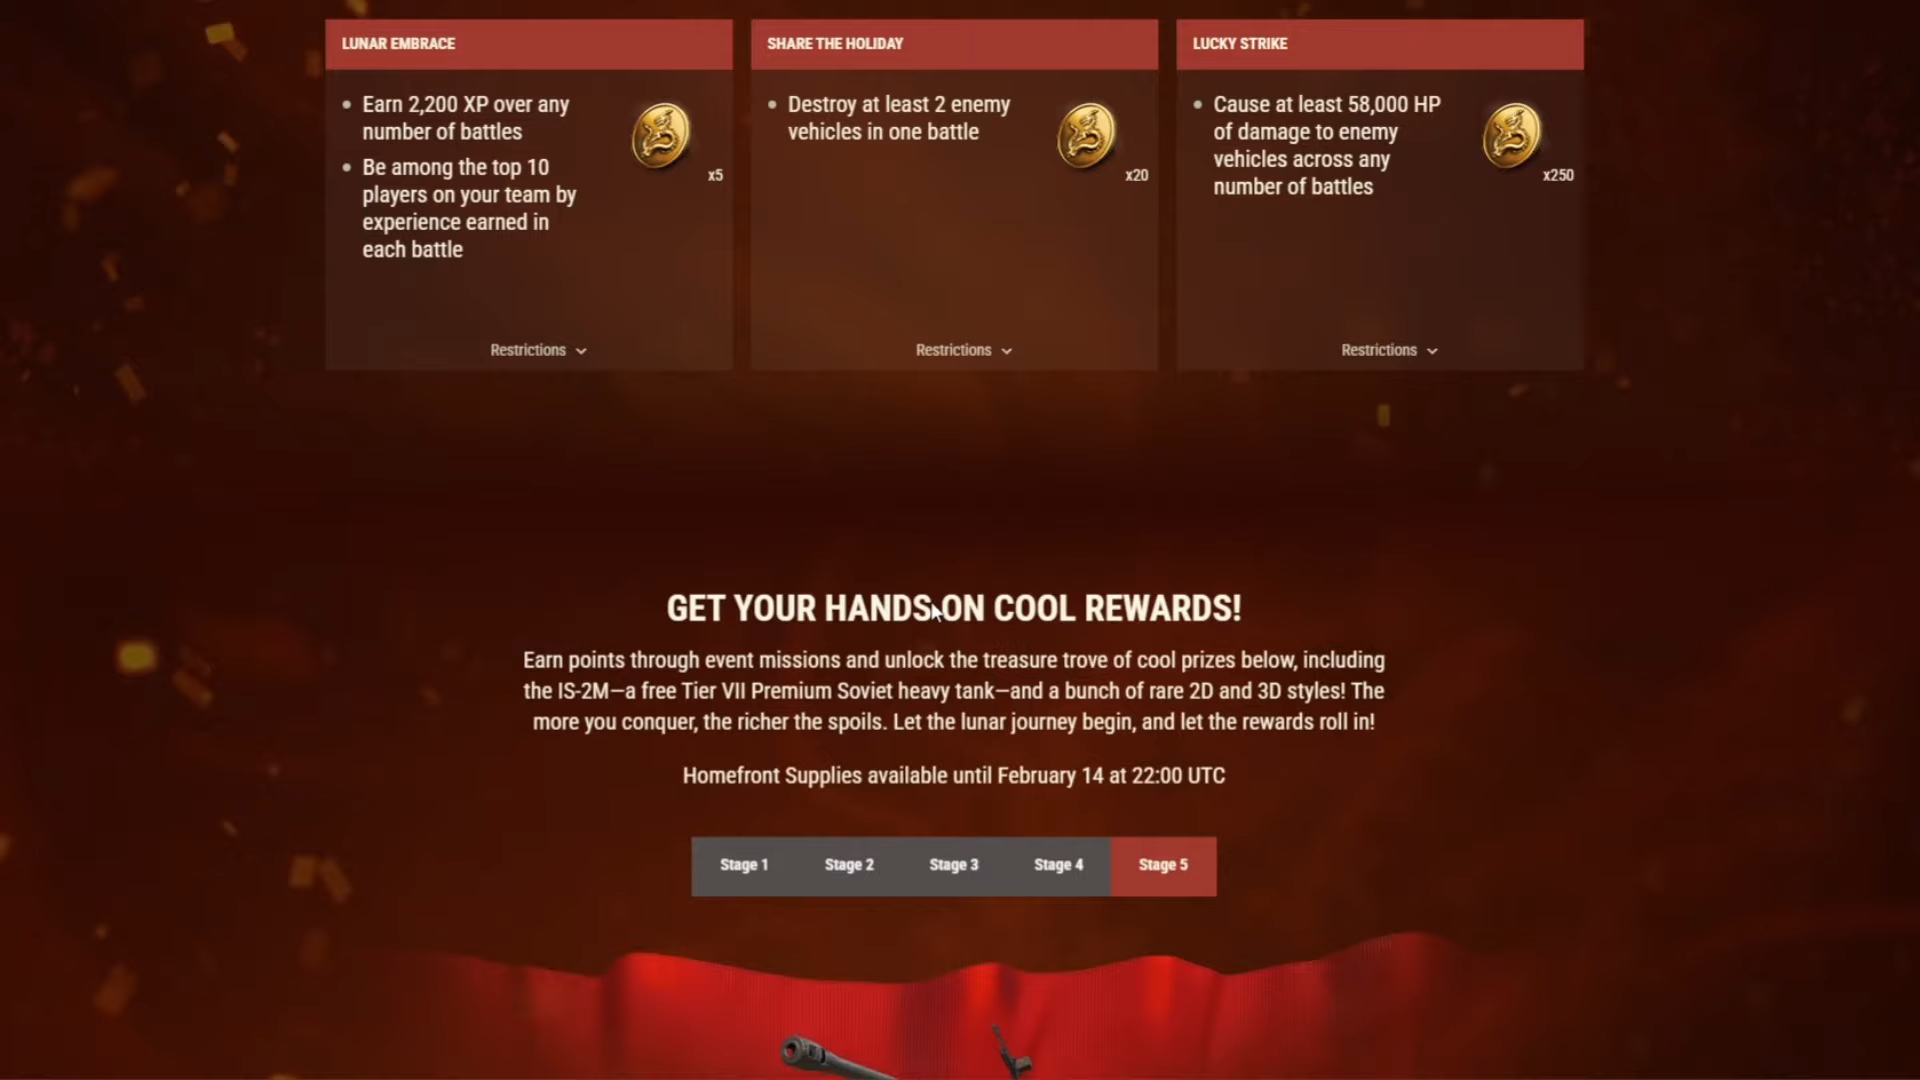 LUNAR EMBRACE
Earn 2,200 XP over any
number of battles
Be among the top 10
players on your team by
experience earned in
each battle
x5
Restrictions
SHARE THE HOLIDAY
Destroy at least 2 enemy
vehicles in one battle
x20
Restrictions
LUCKY STRIKE
Cause at least 58,000 HP
of damage to enemy
vehicles across any
number of battles
x250
Restrictions
GET YOUR HANDS ON COOL REWARDS!
Earn points through event missions and unlock the treasure trove of cool prizes below, including
the IS-2M—a free Tier VII Premium Soviet heavy tank—and a bunch of rare 2D and 3D styles! The
more you conquer, the richer the spoils. Let the lunar journey begin, and let the rewards roll in!
Homefront Supplies available until February 14 at 22:00 UTC
Stage 1 Stage 2 Stage 3 Stage 4 Stage 5